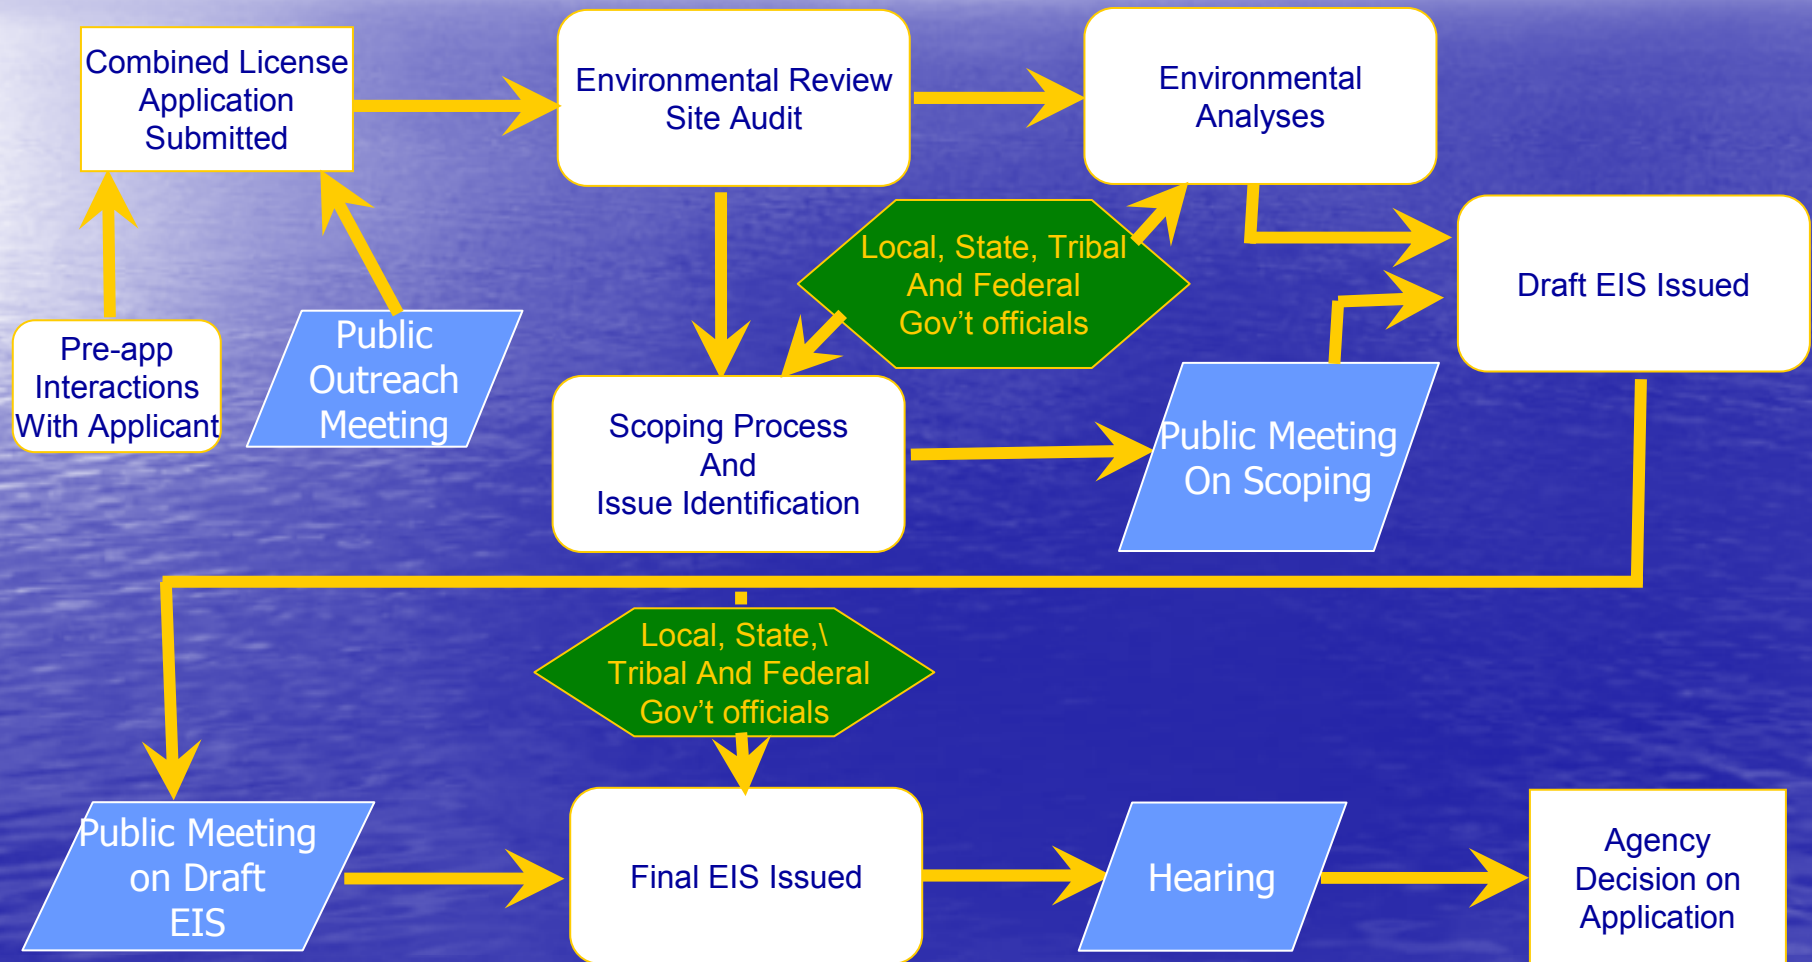 Combined License
Application
Submitted
Environmental Review
Site Audit
Environmental
Analyses
Local, State, Tribal
And Federal
Gov't officials
Draft EIS Issued
Pre-app
Interactions
With Applicant
Public
Outreach
Meeting
Scoping Process
And
Issue Identification
Public Meeting
On Scoping
Local, State,\
Tribal And Federal
Gov't officials
Public Meeting
on Draft
EIS
Final EIS Issued
Hearing
Agency
Decision on
Application